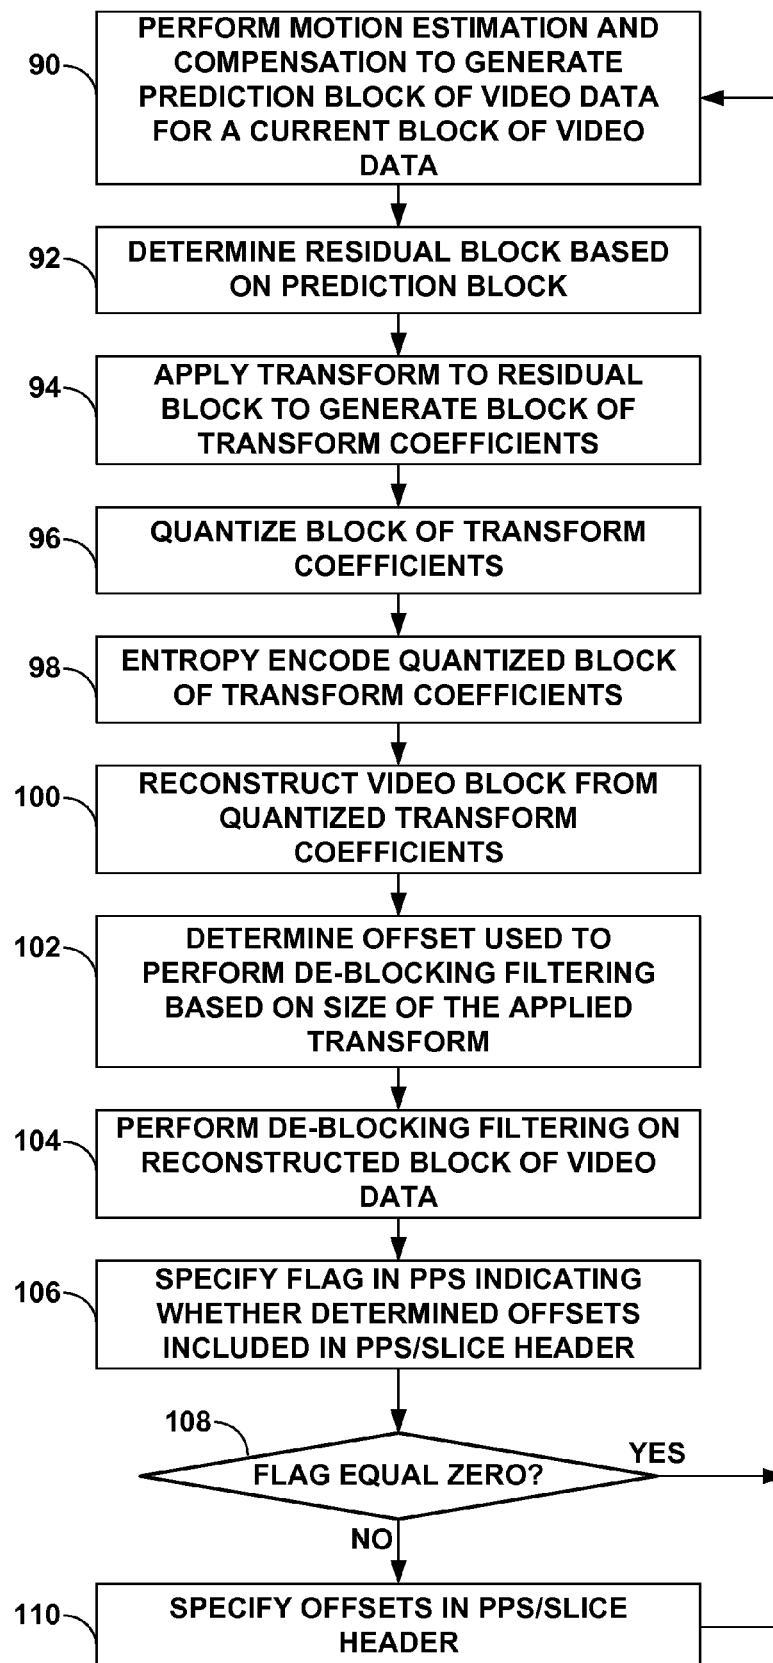 90
PERFORM MOTION ESTIMATION AND
COMPENSATION TO GENERATE
PREDICTION BLOCK OF VIDEO DATA
FOR A CURRENT BLOCK OF VIDEO
DATA
92
DETERMINE RESIDUAL BLOCK BASED
ON PREDICTION BLOCK
94
APPLY TRANSFORM TO RESIDUAL
BLOCK TO GENERATE BLOCK OF
TRANSFORM COEFFICIENTS
96
QUANTIZE BLOCK OF TRANSFORM
COEFFICIENTS
98
ENTROPY ENCODE QUANTIZED BLOCK
OF TRANSFORM COEFFICIENTS
100
RECONSTRUCT VIDEO BLOCK FROM
QUANTIZED TRANSFORM
COEFFICIENTS
102
DETERMINE OFFSET USED TO
PERFORM DE-BLOCKING FILTERING
BASED ON SIZE OF THE APPLIED
TRANSFORM
104
PERFORM DE-BLOCKING FILTERING ON
RECONSTRUCTED BLOCK OF VIDEO
DATA
106
SPECIFY FLAG IN PPS INDICATING
WHETHER DETERMINED OFFSETS
INCLUDED IN PPS/SLICE HEADER
108
FLAG EQUAL ZERO?
YES
NO
110
SPECIFY OFFSETS IN PPS/SLICE
HEADER